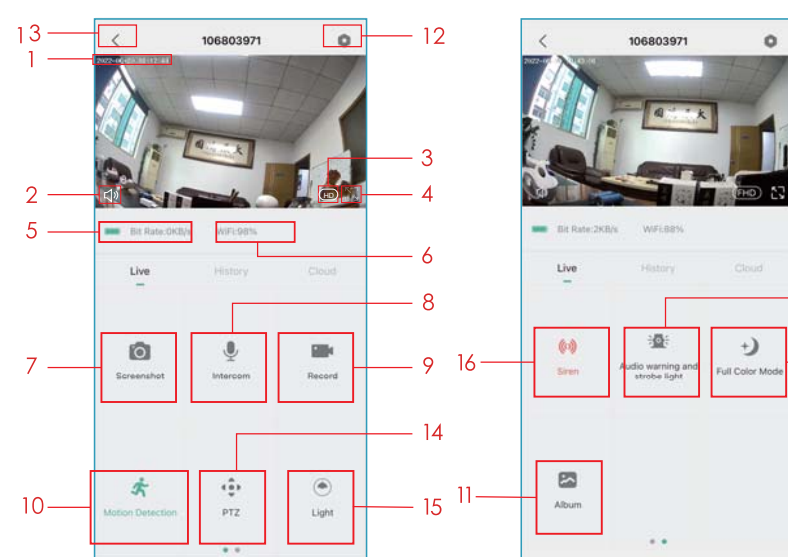 13
106803971
12
1
2
HD
3
4
5
Bit Rate:0KB/s
WiFi:98%
6
Live
History
Cloud
8
7
Screenshot
Intercom
Record
9
14
10
Motion Detection
PTZ
Light
15
106803971
FHD
Bit Rate:2KB/s
WiFi:88%
Live
History
Cloud
16
Siren
Audio warning and
strobe light
Full Color Mode
11
Album